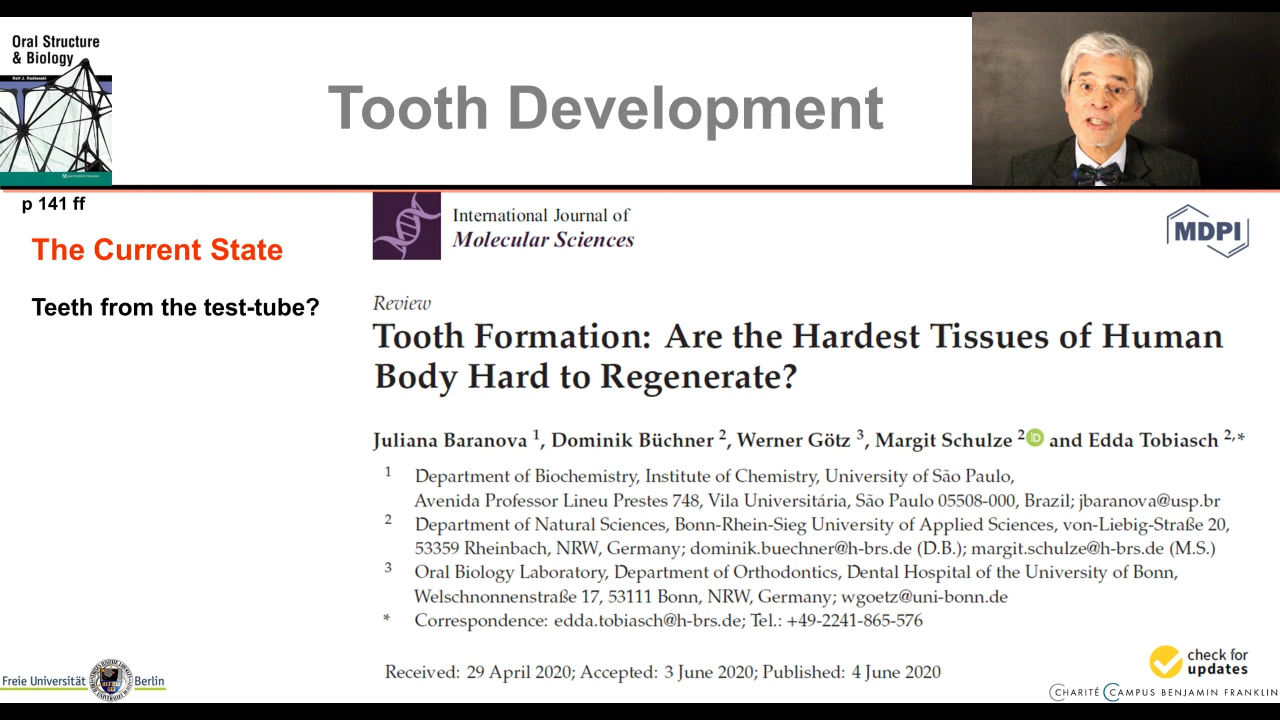 Oral Structure
& Biology
Ralf J. Radlanski
Tooth Development
p 141 ff
The Current State
Teeth from the test-tube?
International Journal of
Molecular Sciences
MDPI
Review
Tooth Formation: Are the Hardest Tissues of Human
Body Hard to Regenerate?
Juliana Baranova 1, Dominik Büchner 2, Werner Götz 3, Margit Schulze 2 iD and Edda Tobiasch 2,*
1 Department of Biochemistry, Institute of Chemistry, University of São Paulo,
Avenida Professor Lineu Prestes 748, Vila Universitária, São Paulo 05508-000, Brazil; jbaranova@usp.br
2 Department of Natural Sciences, Bonn-Rhein-Sieg University of Applied Sciences, von-Liebig-Straße 20,
53359 Rheinbach, NRW, Germany; dominik.buechner@h-brs.de (D.B.); margit.schulze@h-brs.de (M.S.)
3 Oral Biology Laboratory, Department of Orthodontics, Dental Hospital of the University of Bonn,
Welschnonnenstraße 17, 53111 Bonn, NRW, Germany; wgoetz@uni-bonn.de
* Correspondence: edda.tobiasch@h-brs.de; Tel.: +49-2241-865-576
Received: 29 April 2020; Accepted: 3 June 2020; Published: 4 June 2020
check for
updates
Freie Universität Berlin
CHARITÉ CAMPUS BENJAMIN FRANKLIN